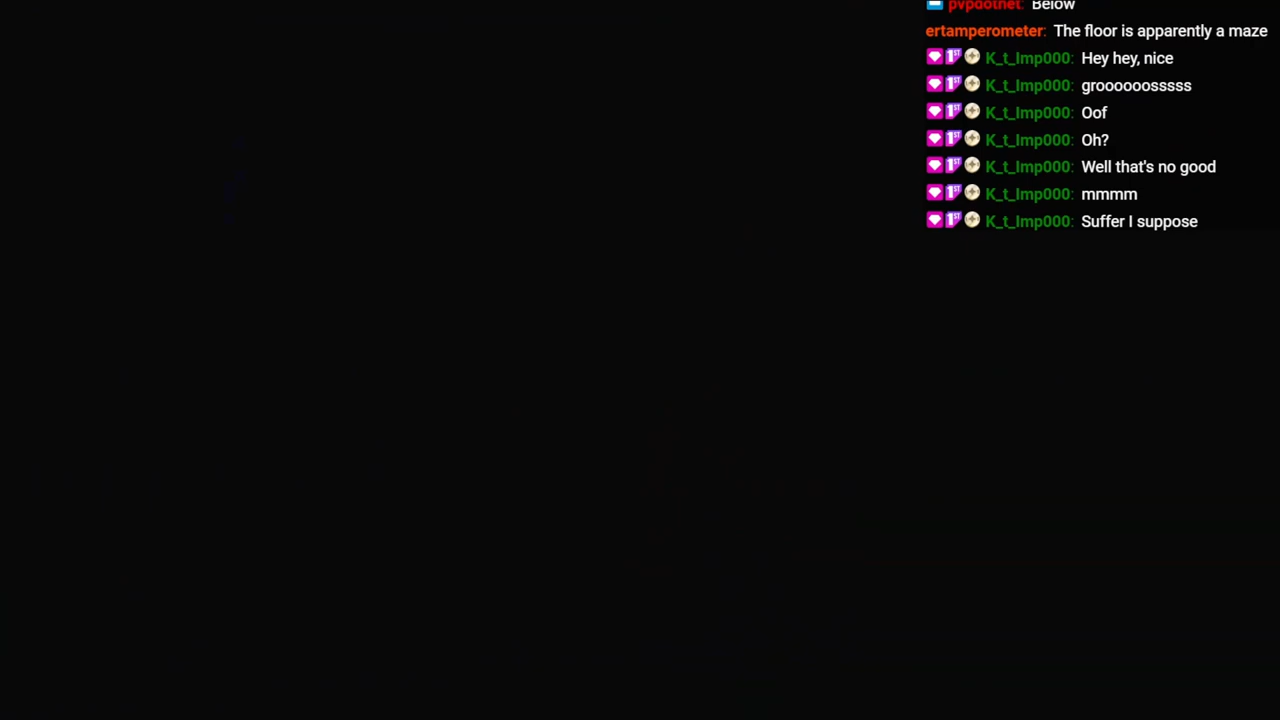 pvpdotnet: Below
ertamperometer: The floor is apparently a maze
K_t_Imp000: Hey hey, nice
K_t_Imp000: groooooosssss
K_t_Imp000: Oof
K_t_Imp000: Oh?
K_t_Imp000: Well that's no good
K_t_Imp000: mmmm
K_t_Imp000: Suffer I suppose